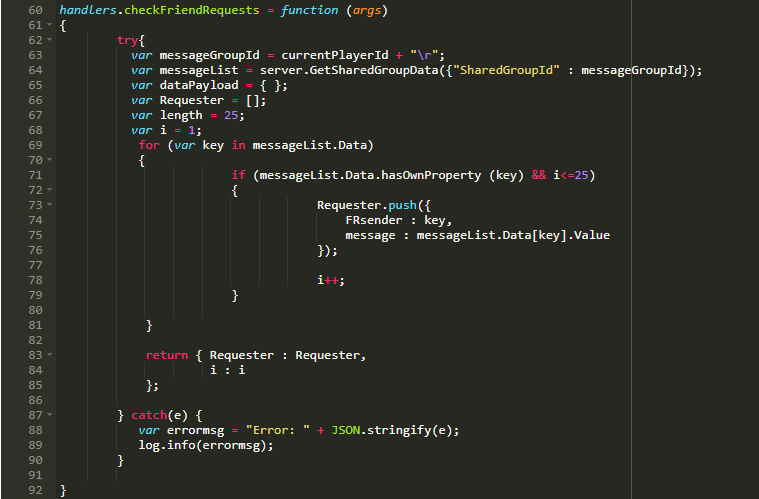 60 handlers.checkFriendRequests = function (args)
61 {
62 try{
63 var messageGroupId = currentPlayerId + "\r";
64 var messageList = server.GetSharedGroupData({"SharedGroupId" : messageGroupId});
65 var dataPayload = { };
66 var Requester = [];
67 var length = 25;
68 var i = 1;
69 for (var key in messageList.Data)
70 {
71 if (messageList.Data.hasOwnProperty (key) && i<=25)
72 {
73 Requester.push({
74 FRsender : key,
75 message : messageList.Data[key].Value
76 });
77
78 i++;
79 }
80
81 }
82
83 return { Requester : Requester,
84 i : i
85 };
86
87 } catch(e) {
88 var errormsg = "Error: " + JSON.stringify(e);
89 log.info(errormsg);
90 }
91
92 }